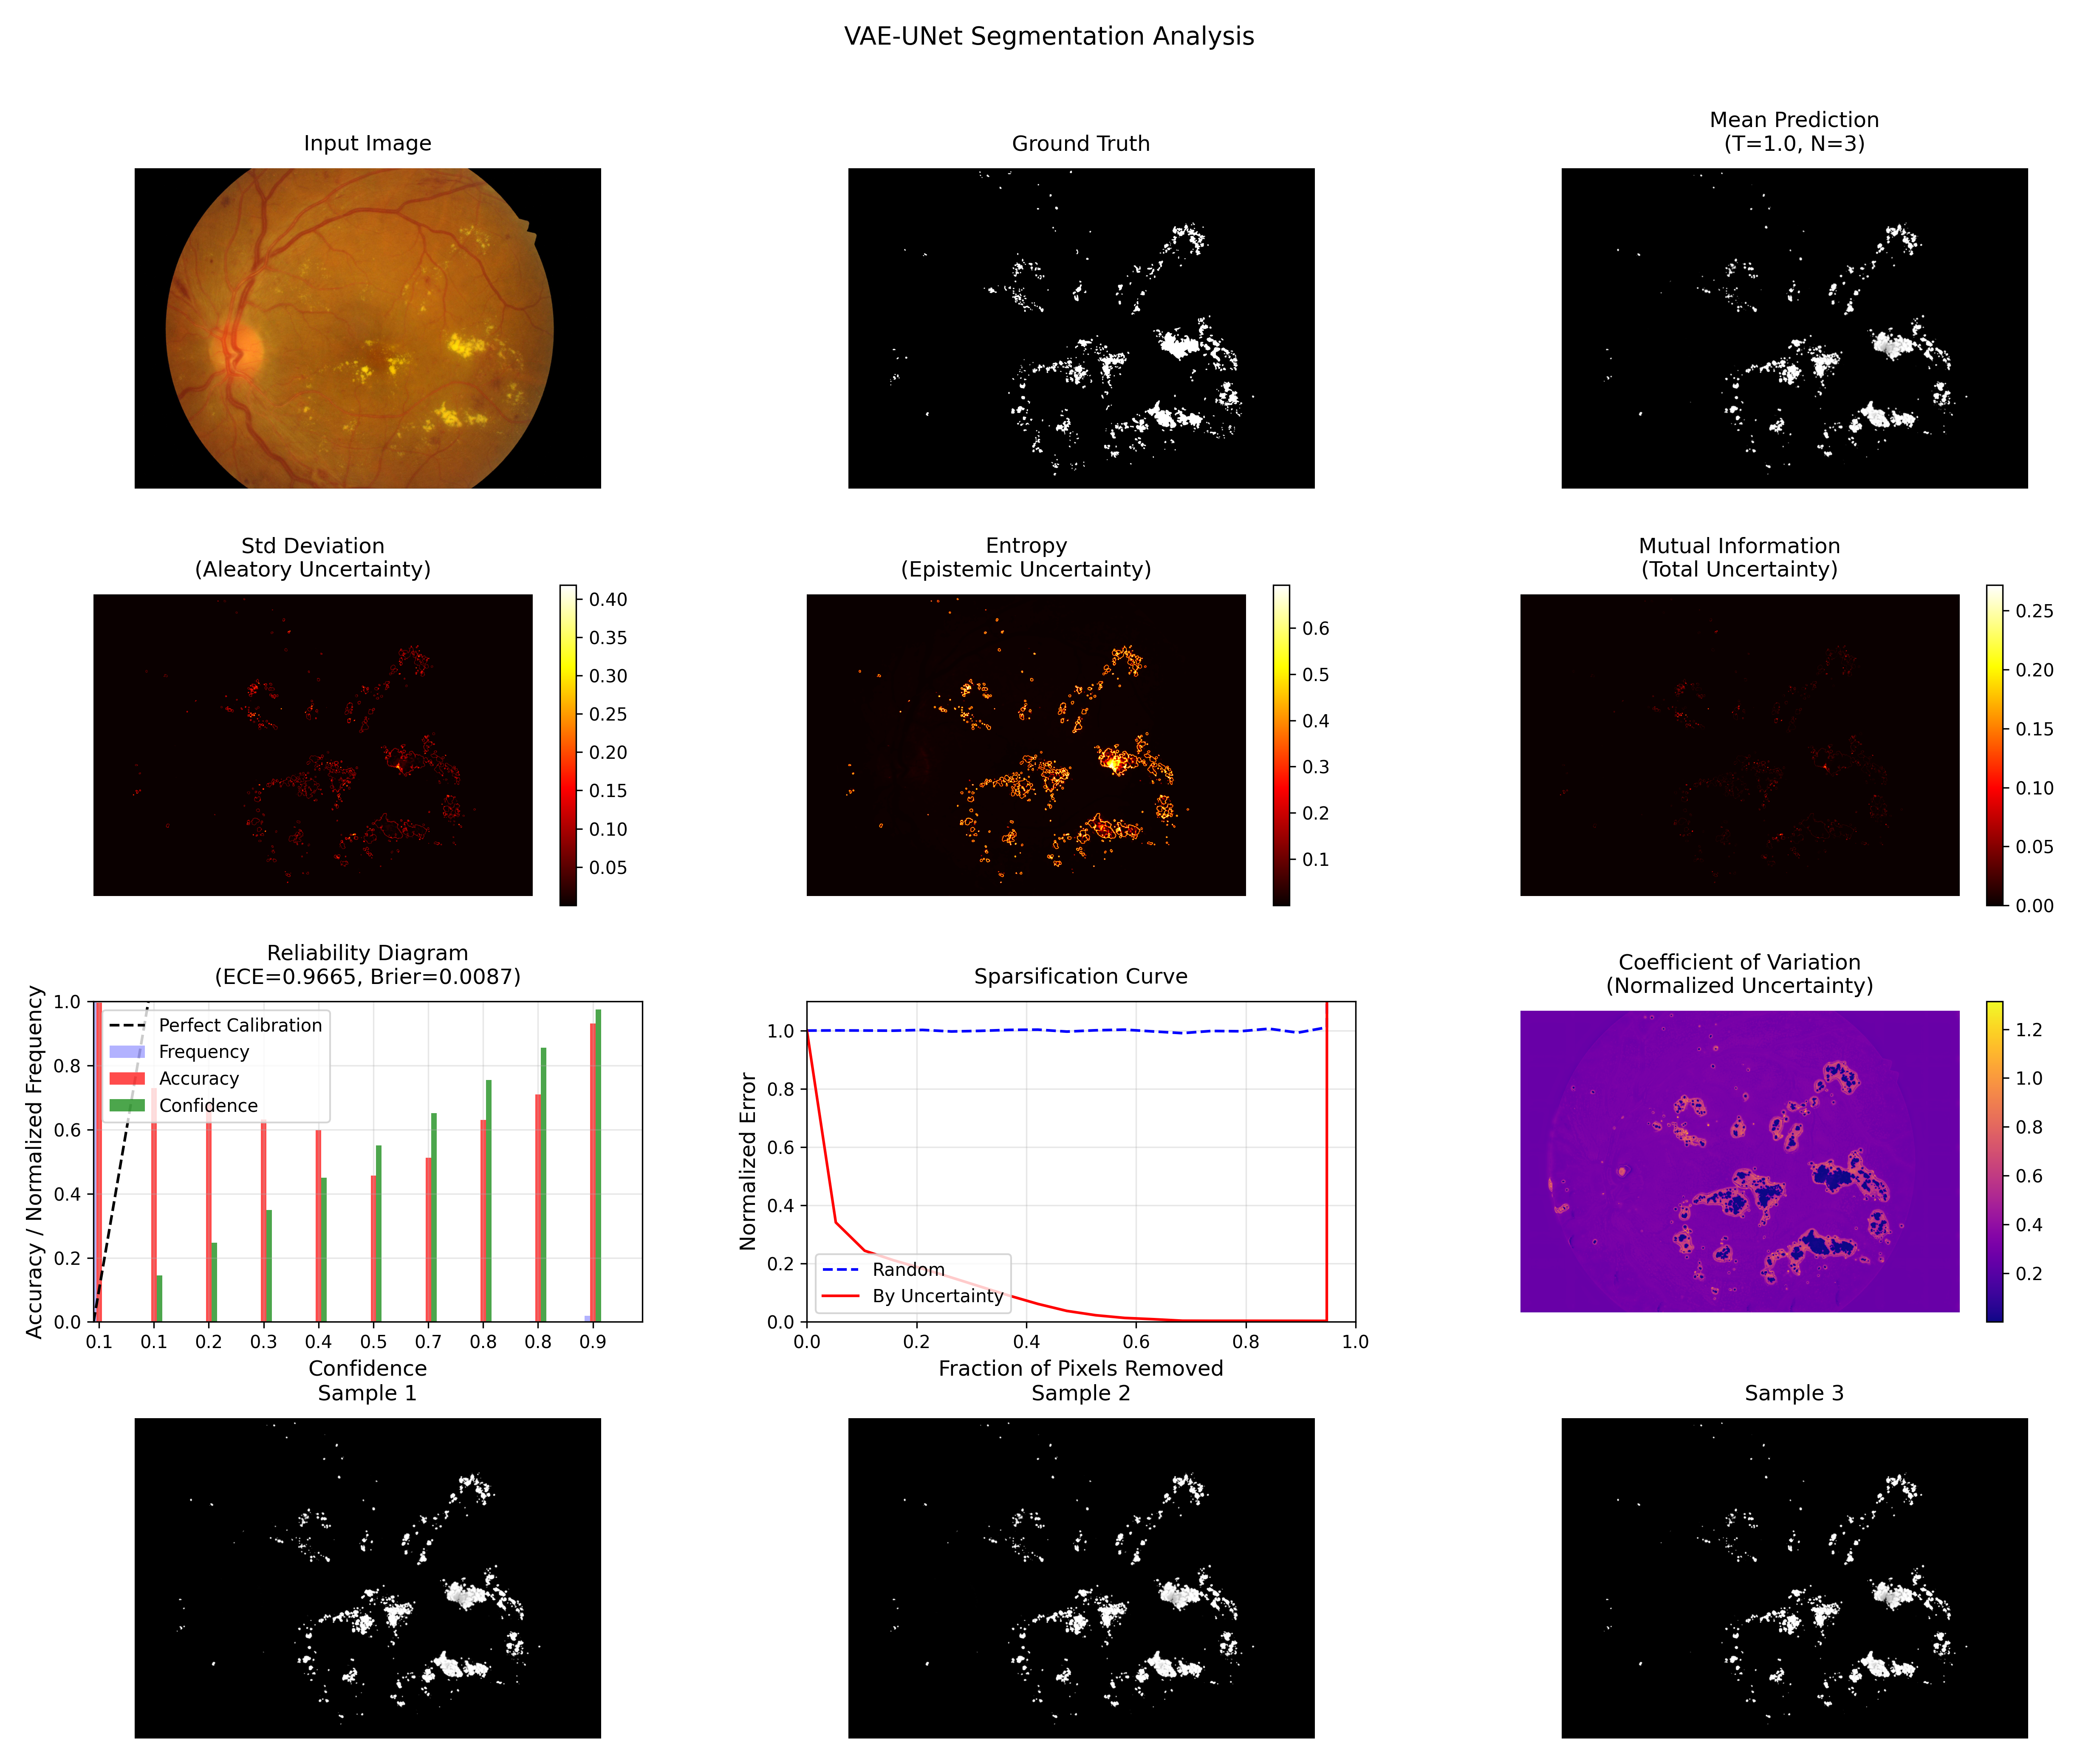 VAE-UNet Segmentation Analysis
Input Image
Ground Truth
Mean Prediction
(T=1.0, N=3)
Std Deviation
(Aleatory Uncertainty)
0.40
0.35
0.30
0.25
0.20
0.15
0.10
0.05
Entropy
(Epistemic Uncertainty)
0.6
0.5
0.4
0.3
0.2
0.1
Mutual Information
(Total Uncertainty)
0.25
0.20
0.15
0.10
0.05
0.00
Reliability Diagram
(ECE=0.9665, Brier=0.0087)
Accuracy / Normalized Frequency
1.0
0.8
0.6
0.4
0.2
0.0
Perfect Calibration
Frequency
Accuracy
Confidence
0.1 0.1 0.2 0.3 0.4 0.5 0.7 0.8 0.8 0.9
Confidence
Sparsification Curve
Normalized Error
1.0
0.8
0.6
0.4
0.2
0.0
Random
By Uncertainty
0.0 0.2 0.4 0.6 0.8 1.0
Fraction of Pixels Removed
Coefficient of Variation
(Normalized Uncertainty)
1.2
1.0
0.8
0.6
0.4
0.2
Sample 1
Sample 2
Sample 3